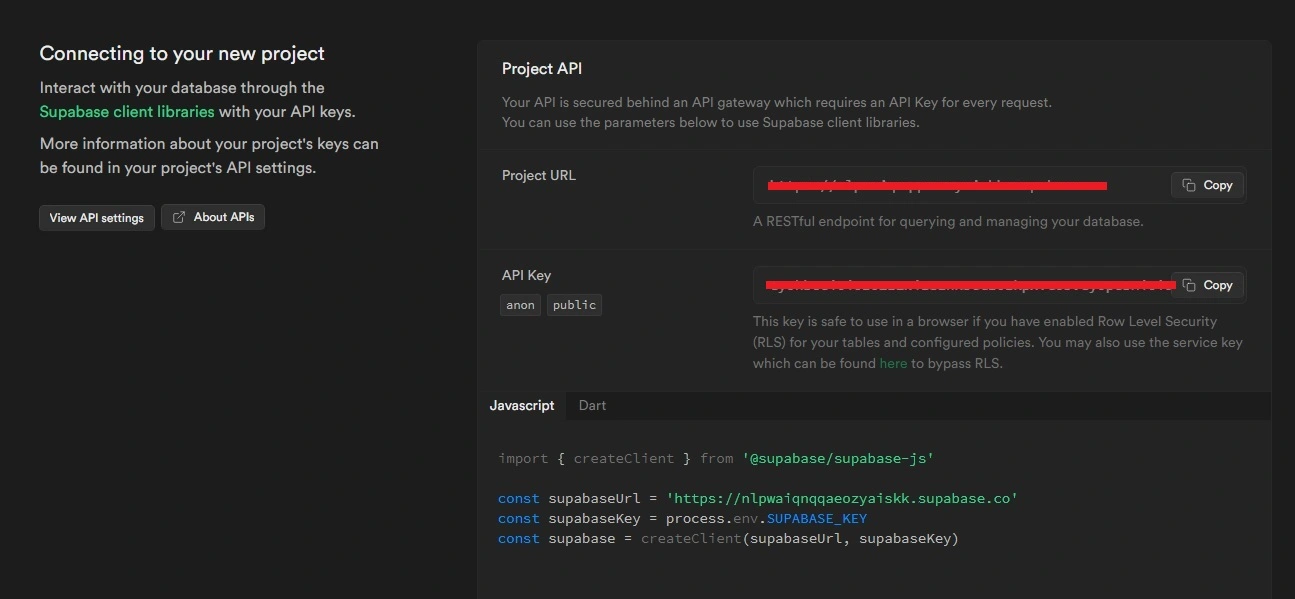 Connecting to your new project
Interact with your database through the
Supabase client libraries with your API keys.
More information about your project's keys can
be found in your project's API settings.
View API settings
About APIs
Project API
Your API is secured behind an API gateway which requires an API Key for every request.
You can use the parameters below to use Supabase client libraries.
Project URL
Copy
A RESTful endpoint for querying and managing your database.
API Key
anon
public
Copy
This key is safe to use in a browser if you have enabled Row Level Security
(RLS) for your tables and configured policies. You may also use the service key
which can be found here to bypass RLS.
Javascript
Dart
import { createClient } from '@supabase/supabase-js'
const supabaseUrl = 'https://nlpwaiqnqqaeozyaiskk.supabase.co'
const supabaseKey = process.env.SUPABASE_KEY
const supabase = createClient(supabaseUrl, supabaseKey)